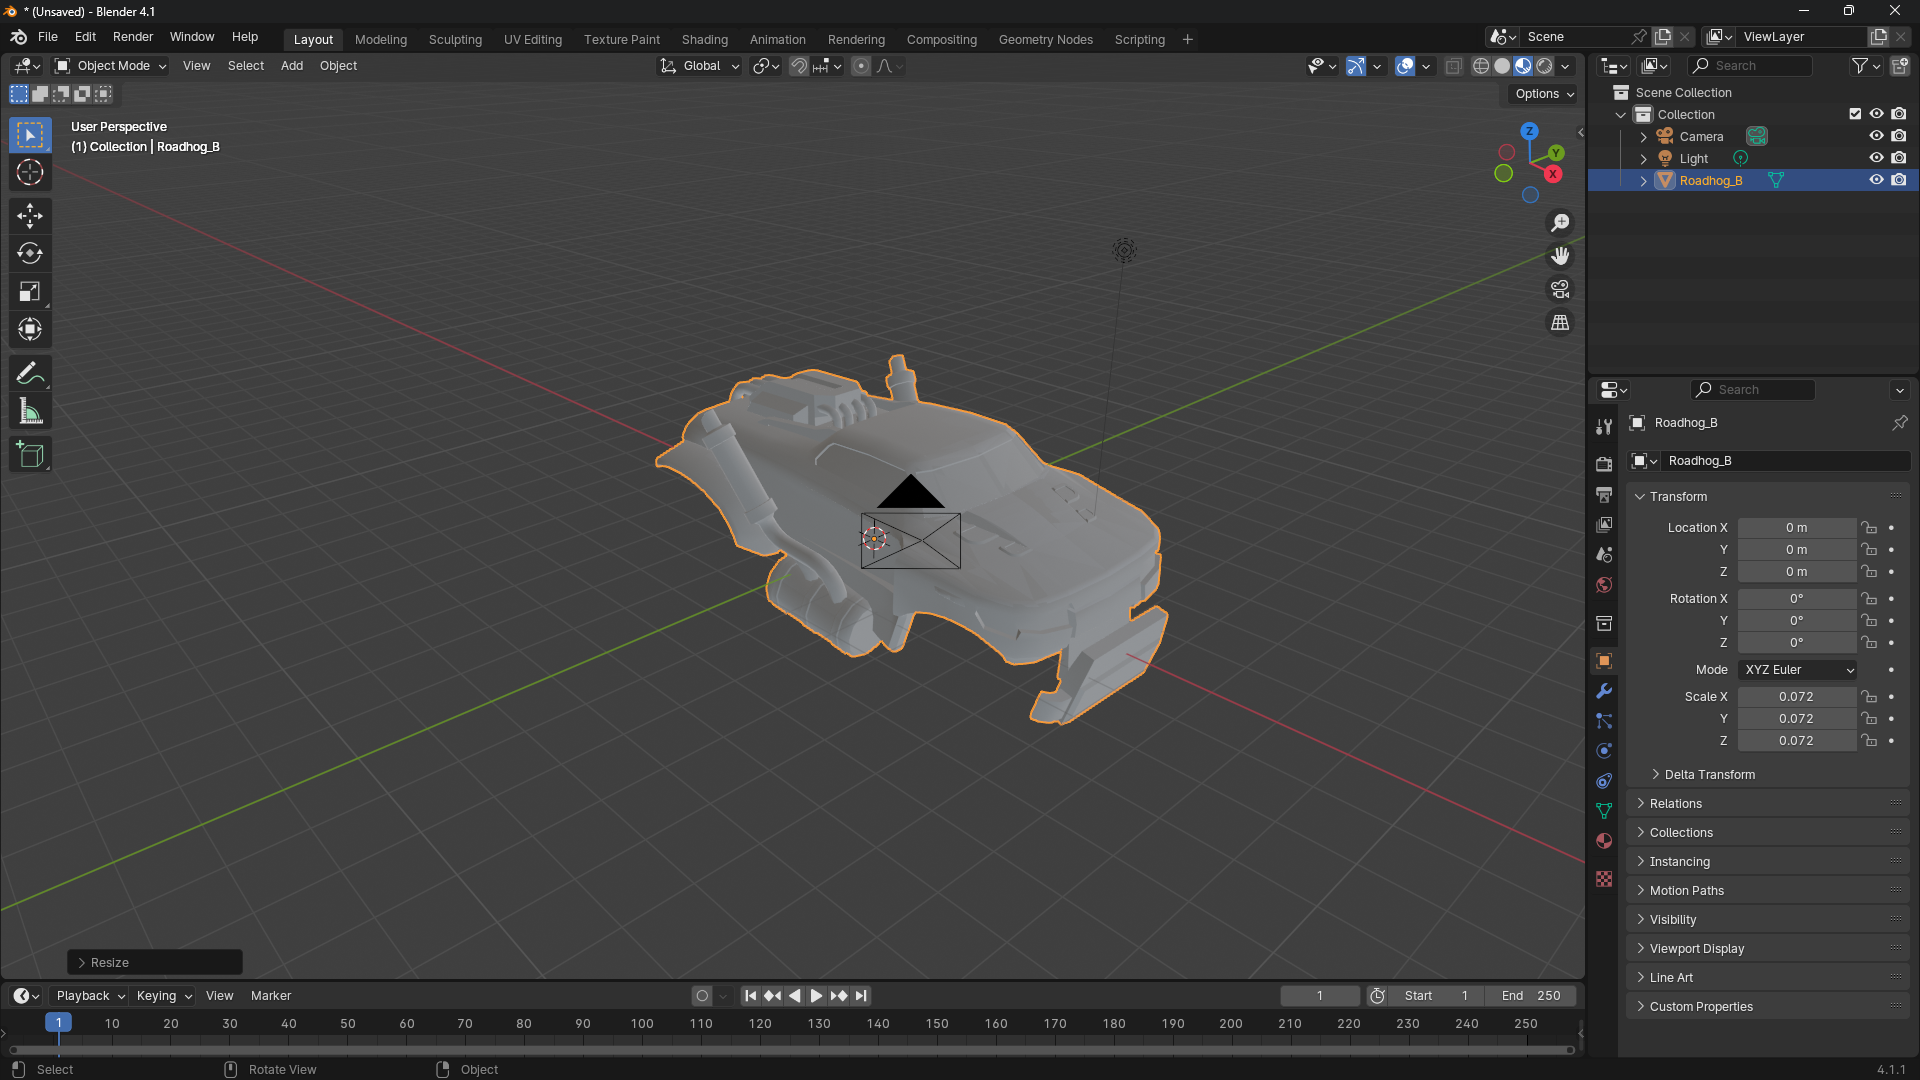 * (Unsaved) - Blender 4.1
File Edit Render Window Help Layout Modeling Sculpting UV Editing Texture Paint Shading Animation Rendering Compositing Geometry Nodes Scripting + Scene ViewLayer
Object Mode View Select Add Object Global Search
Options
User Perspective
(1) Collection | Roadhog_B
Z
Y
X
Scene Collection
Collection
Camera
Light
Roadhog_B
Search
Roadhog_B
Roadhog_B
Transform
Location X 0 m
Y 0 m
Z 0 m
Rotation X 0°
Y 0°
Z 0°
Mode XYZ Euler
Scale X 0.072
Y 0.072
Z 0.072
Delta Transform
Relations
Collections
Instancing
Motion Paths
Visibility
Viewport Display
Line Art
Custom Properties
Resize
Playback Keying View Marker 1 Start 1 End 250
1 10 20 30 40 50 60 70 80 90 100 110 120 130 140 150 160 170 180 190 200 210 220 230 240 250
Select Rotate View Object 4.1.1